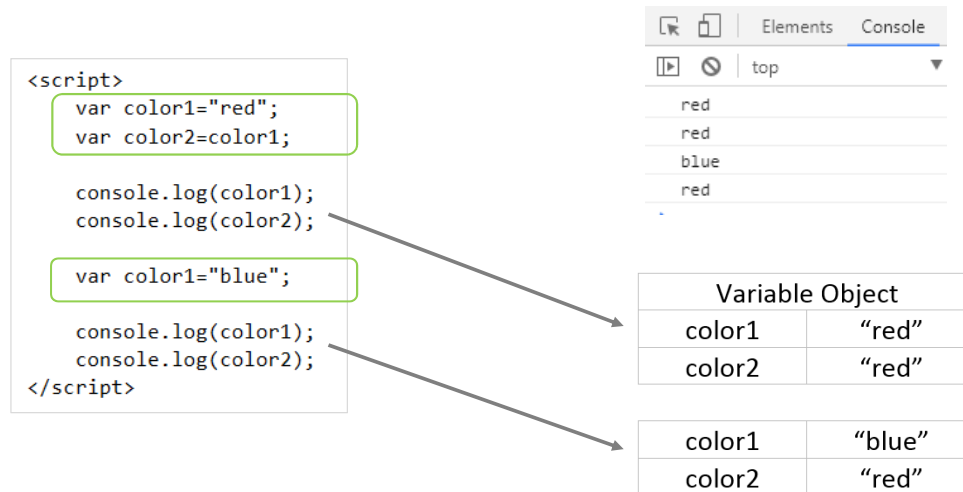 <script>
var color1="red";
var color2=color1;
console.log(color1);
console.log(color2);
var color1="blue";
console.log(color1);
console.log(color2);
</script>
Elements Console
top
red
red
blue
red
Variable Object
color1 “red”
color2 “red”
color1 “blue”
color2 “red”